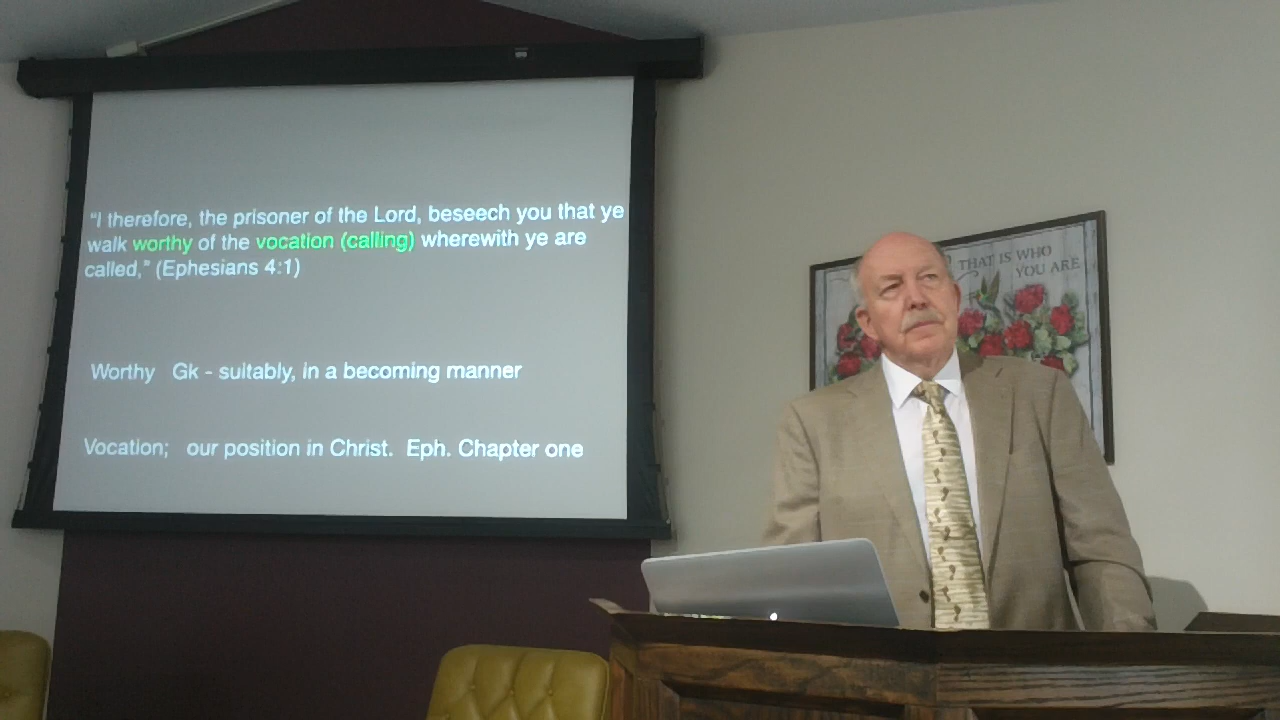 “I therefore, the prisoner of the Lord, beseech you that ye
walk worthy of the vocation (calling) wherewith ye are
called,” (Ephesians 4:1)
Worthy Gk - suitably, in a becoming manner
Vocation; our position in Christ. Eph. Chapter one
THAT IS WHO
YOU ARE